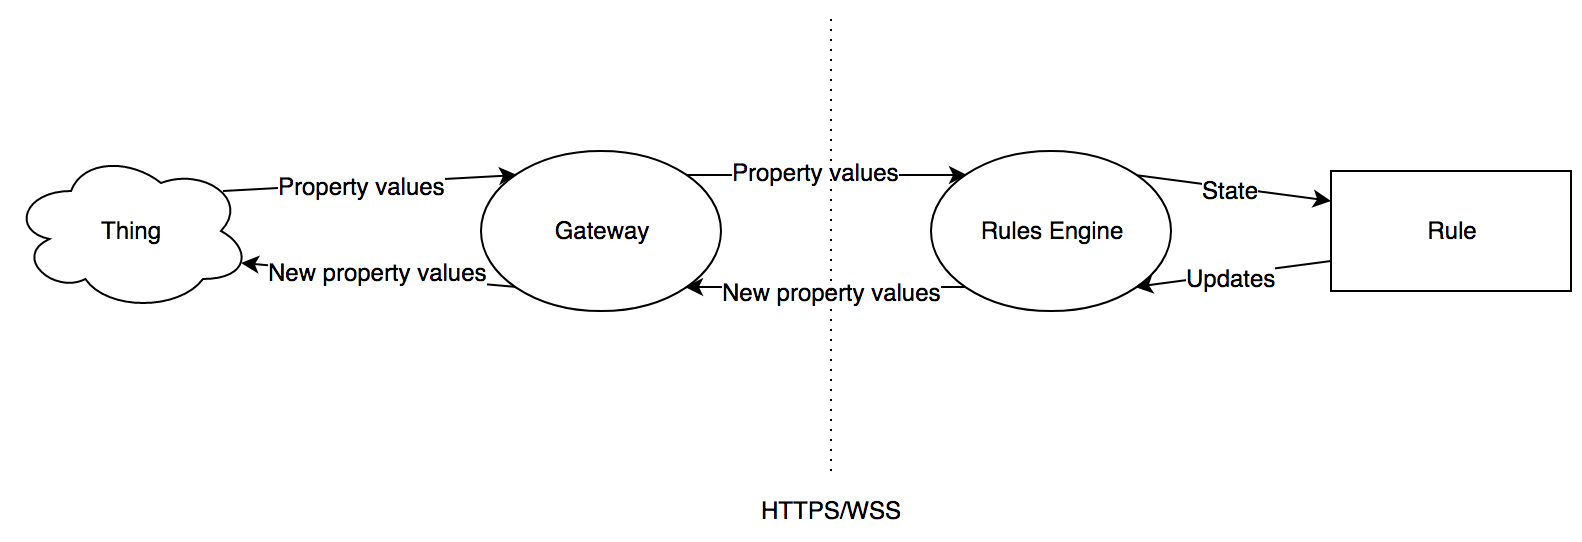 Property values
Property values
State
Thing
Gateway
Rules Engine
Rule
New property values
New property values
Updates
HTTPS/WSS